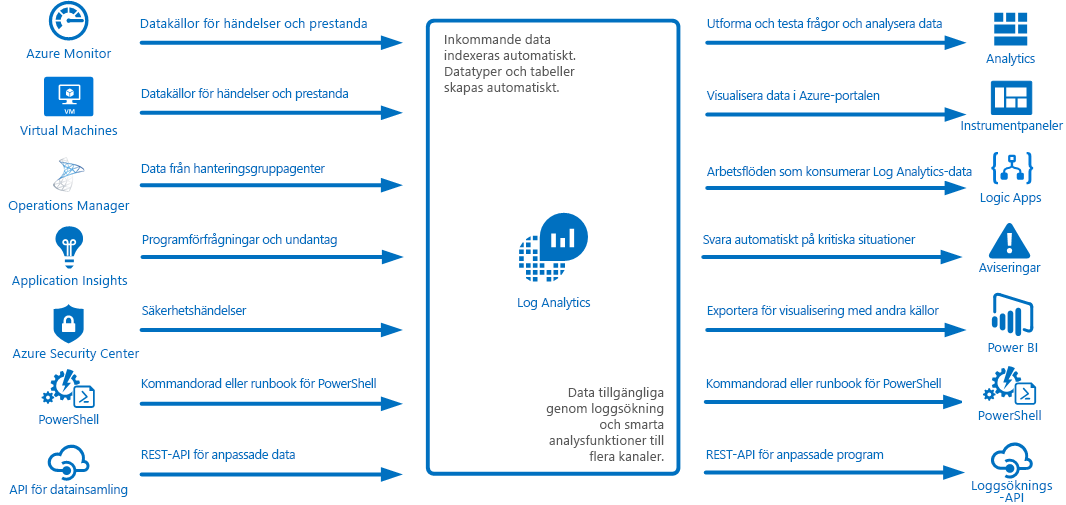 Datakällor för händelser och prestanda
Azure Monitor
Datakällor för händelser och prestanda
VM
Virtual Machines
Data från hanteringsgruppagenter
Operations Manager
Programförfrågningar och undantag
Application Insights
Säkerhetshändelser
Azure Security Center
Kommandorad eller runbook för PowerShell
PowerShell
REST-API för anpassade data
API för datainsamling
Inkommande data
indexeras automatiskt.
Datatyper och tabeller
skapas automatiskt.
Log Analytics
Data tillgängliga
genom loggsökning
och smarta
analysfunktioner till
flera kanaler.
Utforma och testa frågor och analysera data
Analytics
Visualisera data i Azure-portalen
Instrumentpaneler
Arbetsflöden som konsumerar Log Analytics-data
Logic Apps
Svara automatiskt på kritiska situationer
Aviseringar
Exportera för visualisering med andra källor
Power BI
Kommandorad eller runbook för PowerShell
PowerShell
REST-API för anpassade program
Loggsöknings
-API